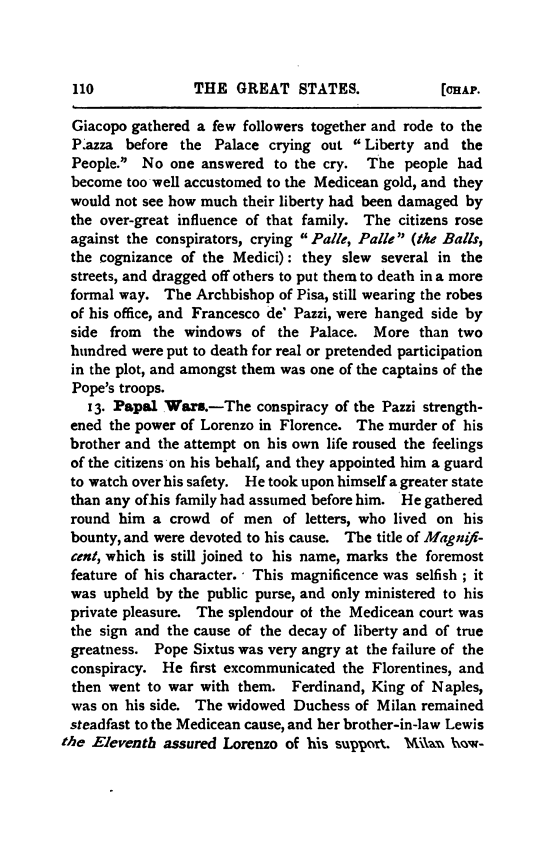 110 THE GREAT STATES. [CHAP.
Giacopo gathered a few followers together and rode to the
Piazza before the Palace crying out “ Liberty and the
People.” No one answered to the cry. The people had
become too well accustomed to the Medicean gold, and they
would not see how much their liberty had been damaged by
the over-great influence of that family. The citizens rose
against the conspirators, crying “ Palle, Palle ” (the Balls,
the cognizance of the Medici) : they slew several in the
streets, and dragged off others to put them to death in a more
formal way. The Archbishop of Pisa, still wearing the robes
of his office, and Francesco de' Pazzi, were hanged side by
side from the windows of the Palace. More than two
hundred were put to death for real or pretended participation
in the plot, and amongst them was one of the captains of the
Pope's troops.
13. Papal Wars.—The conspiracy of the Pazzi strength-
ened the power of Lorenzo in Florence. The murder of his
brother and the attempt on his own life roused the feelings
of the citizens on his behalf, and they appointed him a guard
to watch over his safety. He took upon himself a greater state
than any of his family had assumed before him. He gathered
round him a crowd of men of letters, who lived on his
bounty, and were devoted to his cause. The title of Magnifi-
cent, which is still joined to his name, marks the foremost
feature of his character. This magnificence was selfish ; it
was upheld by the public purse, and only ministered to his
private pleasure. The splendour of the Medicean court was
the sign and the cause of the decay of liberty and of true
greatness. Pope Sixtus was very angry at the failure of the
conspiracy. He first excommunicated the Florentines, and
then went to war with them. Ferdinand, King of Naples,
was on his side. The widowed Duchess of Milan remained
steadfast to the Medicean cause, and her brother-in-law Lewis
the Eleventh assured Lorenzo of his support. Milan how-